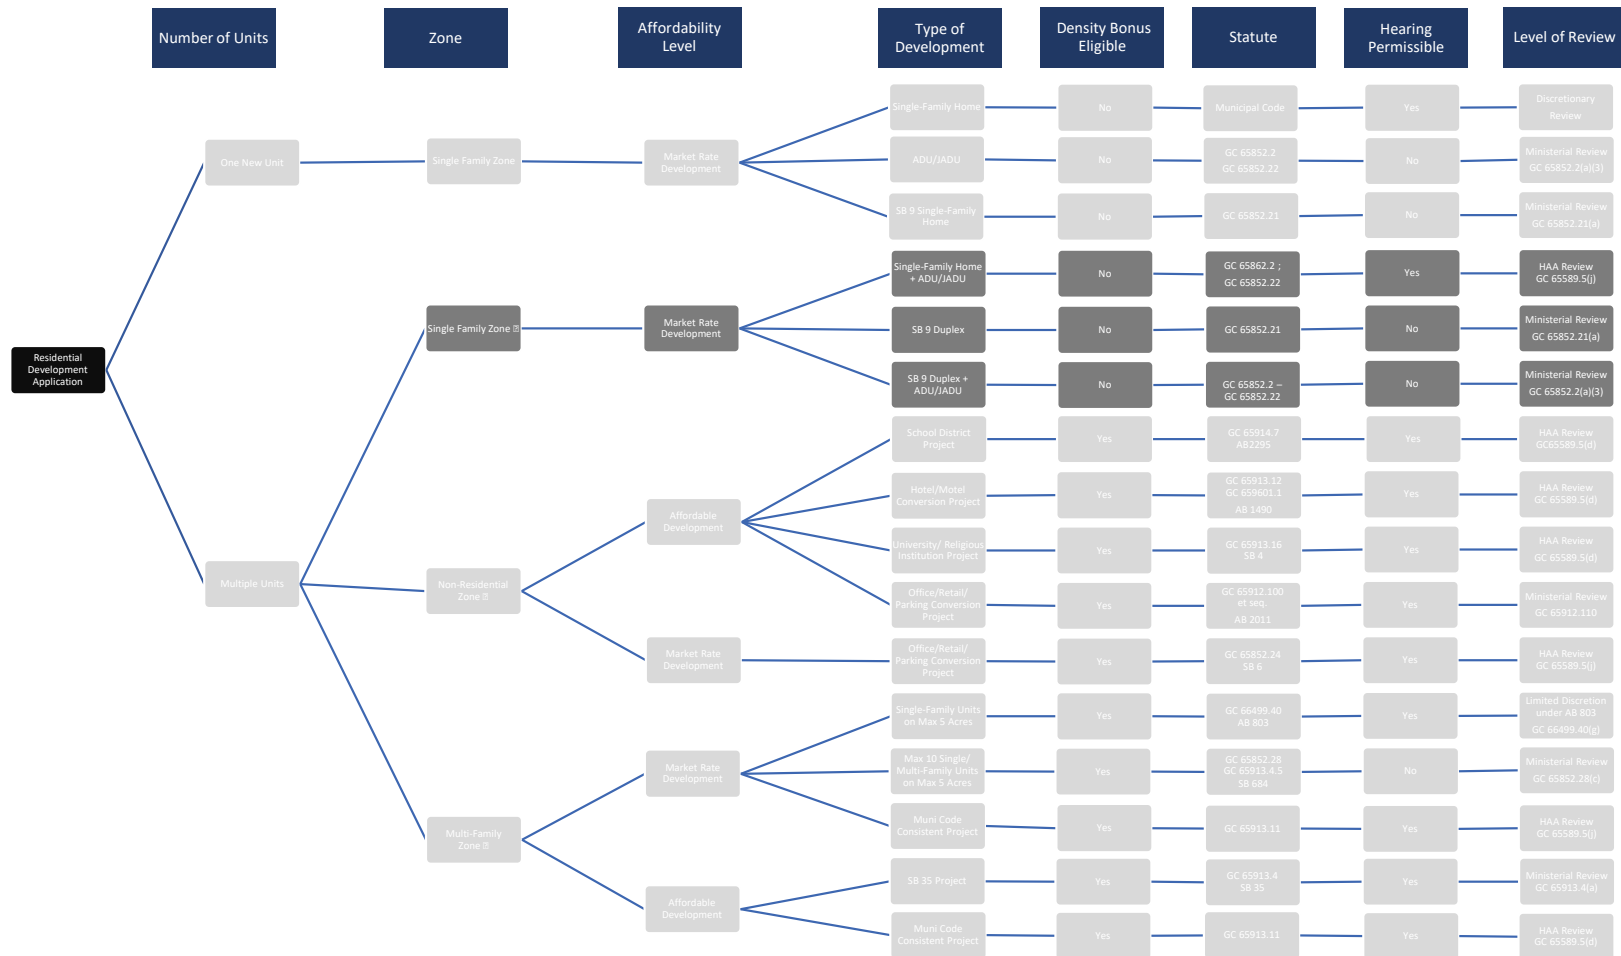 Number of Units
Zone
Affordability
Level
Type of
Development
Density Bonus
Eligible
Statute
Hearing
Permissible
Level of Review
Residential
Development
Application
One New Unit
Single Family Zone
Market Rate
Development
Single-Family Home
No
Municipal Code
Yes
Discretionary
Review
ADU/JADU
No
GC 65852.2
GC 65852.22
No
Ministerial Review
GC 65852.2(a)(3)
SB 9 Single-Family
Home
No
GC 65852.21
No
Ministerial Review
GC 65852.21(a)
Multiple Units
Single Family Zone
Market Rate
Development
Single-Family Home
+ ADU/JADU
No
GC 65862.2 ;
GC 65852.22
Yes
HAA Review
GC 65589.5(j)
SB 9 Duplex
No
GC 65852.21
No
Ministerial Review
GC 65852.21(a)
SB 9 Duplex +
ADU/JADU
No
GC 65852.2 –
GC 65852.22
No
Ministerial Review
GC 65852.2(a)(3)
Non-Residential
Zone
Affordable
Development
School District
Project
Yes
GC 65914.7
AB2295
Yes
HAA Review
GC65589.5(d)
Hotel/Motel
Conversion Project
Yes
GC 65913.12
GC 659601.1
AB 1490
Yes
HAA Review
GC 65589.5(d)
University/ Religious
Institution Project
Yes
GC 65913.16
SB 4
Yes
HAA Review
GC 65589.5(d)
Office/Retail/
Parking Conversion
Project
Yes
GC 65912.100
et seq.
AB 2011
Yes
Ministerial Review
GC 65912.110
Market Rate
Development
Office/Retail/
Parking Conversion
Project
Yes
GC 65852.24
SB 6
Yes
HAA Review
GC 65589.5(j)
Multi-Family
Zone
Market Rate
Development
Single-Family Units
on Max 5 Acres
Yes
GC 66499.40
AB 803
Yes
Limited Discretion
under AB 803
GC 66499.40(g)
Max 10 Single/
Multi-Family Units
on Max 5 Acres
Yes
GC 65852.28
GC 65913.4.5
SB 684
No
Ministerial Review
GC 65852.28(c)
Muni Code
Consistent Project
Yes
GC 65913.11
Yes
HAA Review
GC 65589.5(j)
Affordable
Development
SB 35 Project
Yes
GC 65913.4
SB 35
Yes
Ministerial Review
GC 65913.4(a)
Muni Code
Consistent Project
Yes
GC 65913.11
Yes
HAA Review
GC 65589.5(d)